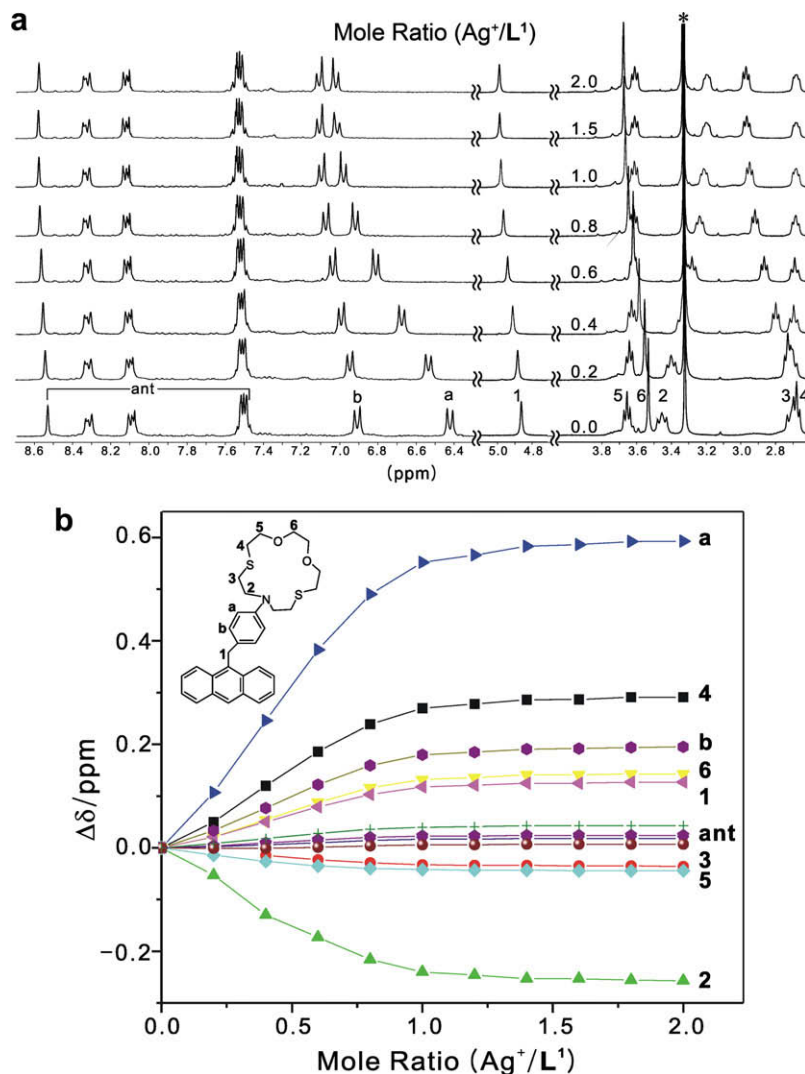 a
Mole Ratio (Ag⁺/L¹)
*
2.0
1.5
1.0
0.8
0.6
0.4
0.2
ant
b
a
1
5
6
2
3
4
0.0
8.6 8.4 8.2 8.0 7.8 7.6 7.4 7.2 7.0 6.8 6.6 6.4 5.0 4.8 3.8 3.6 3.4 3.2 3.0 2.8
(ppm)
(ppm)
b
0.6
0.4
0.2
0.0
−0.2
Δδ/ppm
5
6
4
O
O
S
3
S
2
N
a
b
1
a
4
b
6
1
ant
3
5
2
0.0 0.5 1.0 1.5 2.0
Mole Ratio (Ag⁺/L¹)